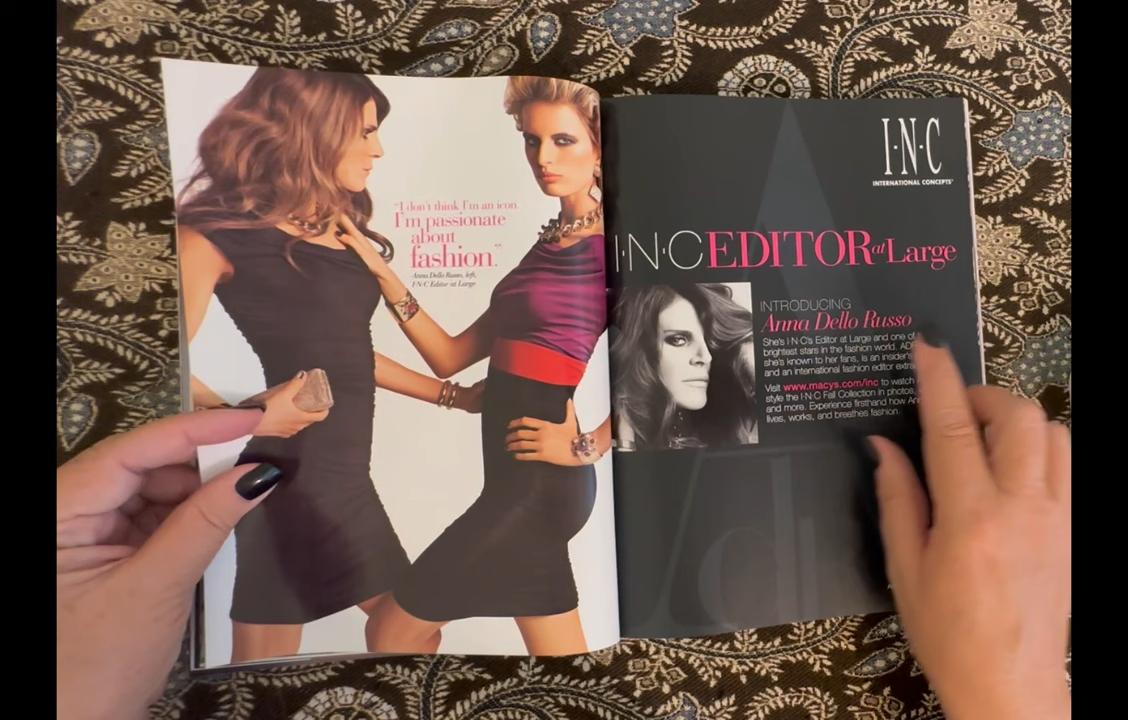 "I don't think I'm an icon.
I'm passionate
about
fashion."
Anna Dello Russo, left,
I·N·C Editor at Large
I·N·C
INTERNATIONAL CONCEPTS®
I·N·C EDITOR at Large
INTRODUCING
Anna Dello Russo
She's I·N·C's Editor at Large and one of
brightest stars in the fashion world. AD
she's known to her fans, is an insider's
and an international fashion editor
Visit www.macys.com/inc to watch
style the I·N·C Fall Collection in photos,
and more. Experience firsthand how
lives, works, and breathes fashion.